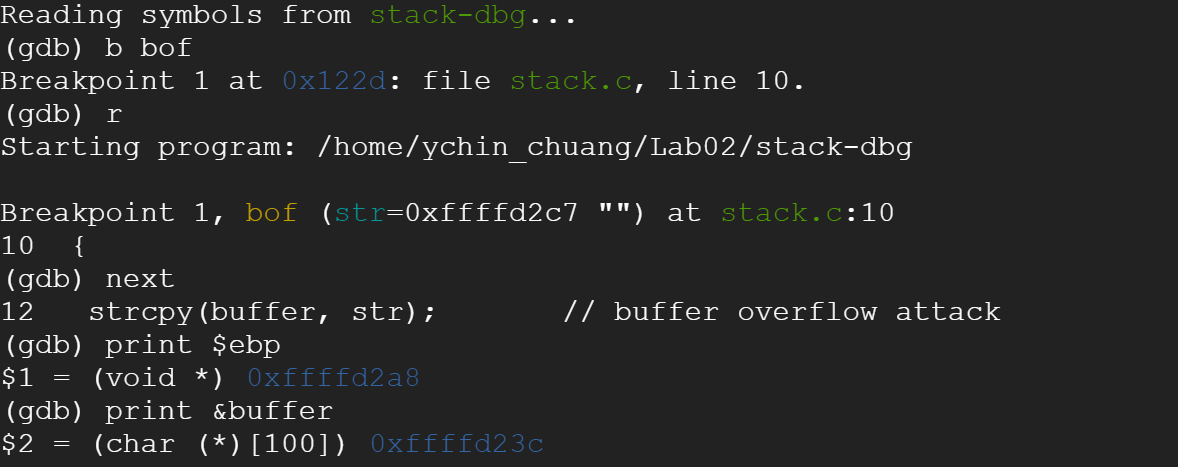 Reading symbols from stack-dbg...
(gdb) b bof
Breakpoint 1 at 0x122d: file stack.c, line 10.
(gdb) r
Starting program: /home/ychin_chuang/Lab02/stack-dbg
Breakpoint 1, bof (str=0xffffd2c7 "") at stack.c:10
10  {
(gdb) next
12   strcpy(buffer, str);       // buffer overflow attack
(gdb) print $ebp
$1 = (void *) 0xffffd2a8
(gdb) print &buffer
$2 = (char (*)[100]) 0xffffd23c